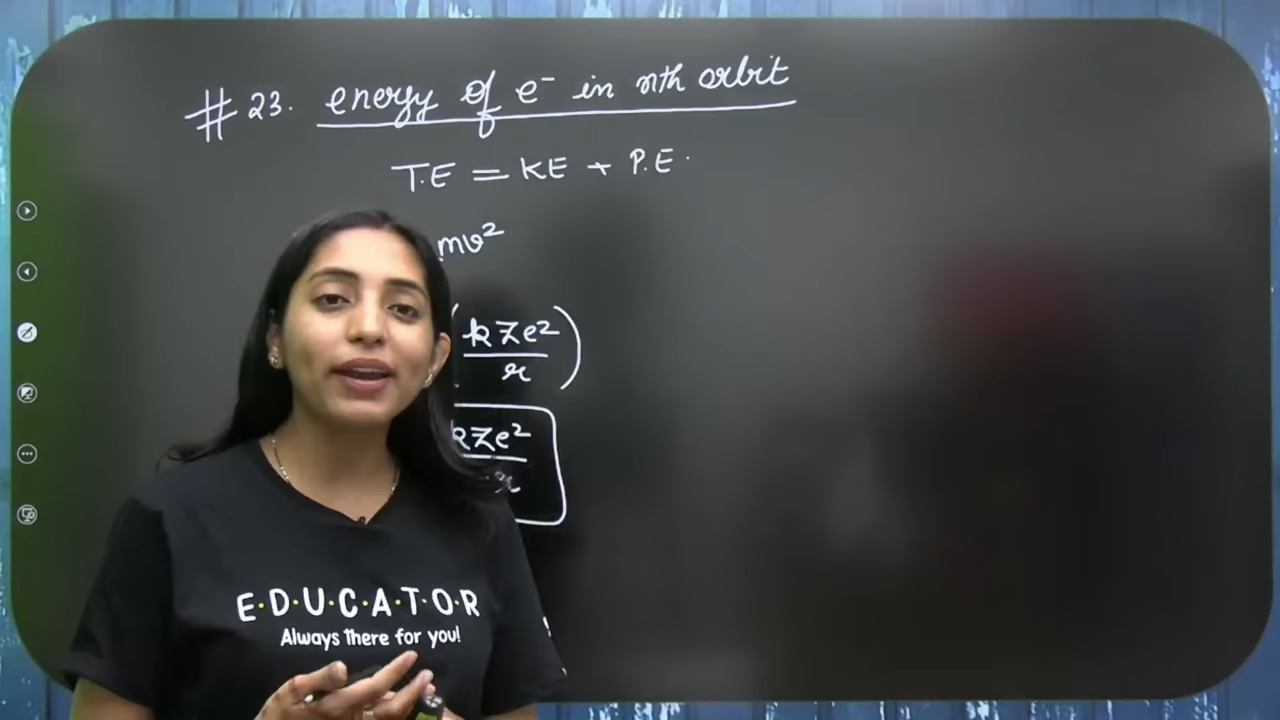 #23. energy of e⁻ in nth orbit
T.E = KE + P.E.
mv²
(kZe²/r)
kZe²/r
E·D·U·C·A·T·O·R
Always there for you!